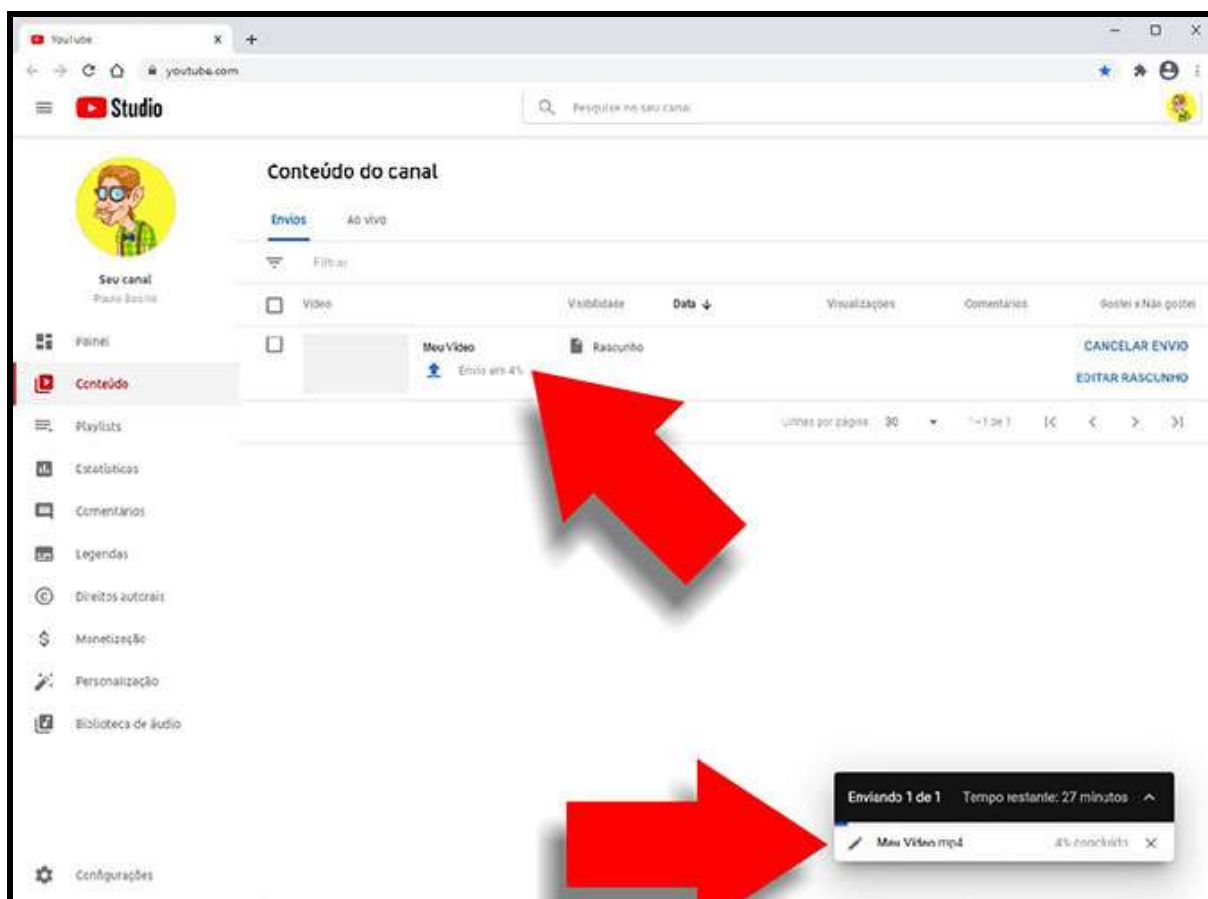 YouTube
youtube.com
Studio
Pesquise no seu canal
Conteúdo do canal
Envios Ao vivo
Filtrar
Seu canal
Vídeo Visibilidade Data ↓ Visualizações Comentários Gostei x Não gostei
Meu Vídeo Rascunho CANCELAR ENVIO
Envio em 4% EDITAR RASCUNHO
Linhas por página: 30 1-1 de 1
Painel
Conteúdo
Playlists
Estatísticas
Comentários
Legendas
Direitos autorais
Monetização
Personalização
Biblioteca de áudio
Configurações
Enviando 1 de 1 Tempo restante: 27 minutos
Meu Vídeo.mp4 4% concluído